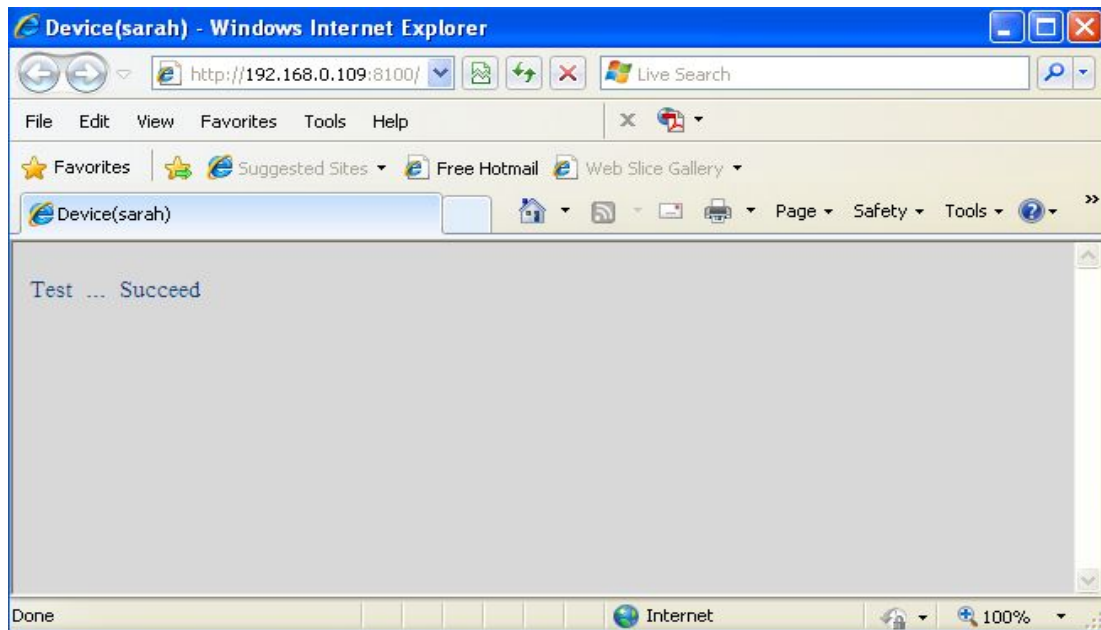 Device(sarah) - Windows Internet Explorer
http://192.168.0.109:8100/
Live Search
File Edit View Favorites Tools Help
Favorites Suggested Sites Free Hotmail Web Slice Gallery
Device(sarah) Page Safety Tools »
Test ... Succeed
Done Internet 100%